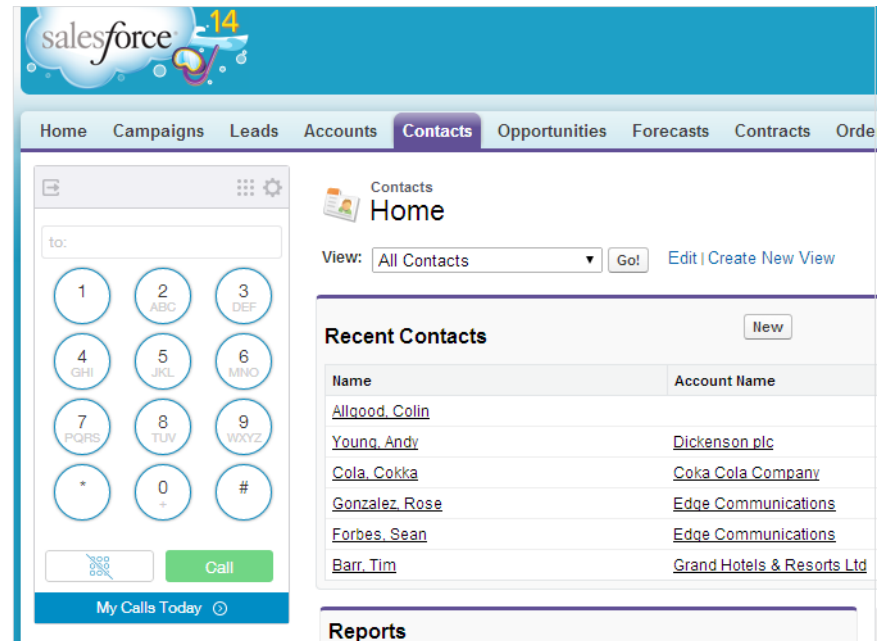 salesforce 14
Home Campaigns Leads Accounts Contacts Opportunities Forecasts Contracts Orde
to:
1
2 ABC
3 DEF
4 GHI
5 JKL
6 MNO
7 PQRS
8 TUV
9 WXYZ
*
0 +
#
Call
My Calls Today
Contacts
Home
View: All Contacts Go! Edit | Create New View
Recent Contacts New
Name Account Name
Allgood, Colin
Young, Andy Dickenson plc
Cola, Cokka Coka Cola Company
Gonzalez, Rose Edge Communications
Forbes, Sean Edge Communications
Barr, Tim Grand Hotels & Resorts Ltd
Reports